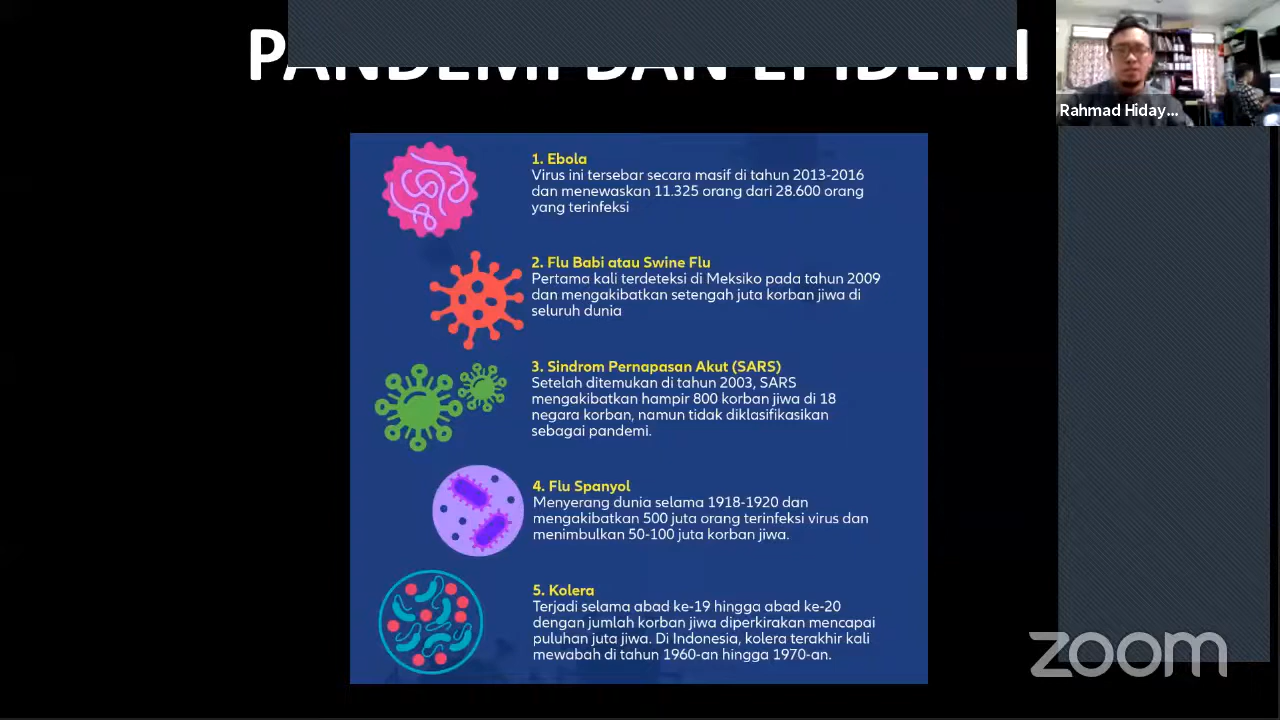 PANDEMI DAN EPIDEMI
Rahmad Hiday...
1. Ebola
Virus ini tersebar secara masif di tahun 2013-2016
dan menewaskan 11.325 orang dari 28.600 orang
yang terinfeksi
2. Flu Babi atau Swine Flu
Pertama kali terdeteksi di Meksiko pada tahun 2009
dan mengakibatkan setengah juta korban jiwa di
seluruh dunia
3. Sindrom Pernapasan Akut (SARS)
Setelah ditemukan di tahun 2003, SARS
mengakibatkan hampir 800 korban jiwa di 18
negara korban, namun tidak diklasifikasikan
sebagai pandemi.
4. Flu Spanyol
Menyerang dunia selama 1918-1920 dan
mengakibatkan 500 juta orang terinfeksi virus dan
menimbulkan 50-100 juta korban jiwa.
5. Kolera
Terjadi selama abad ke-19 hingga abad ke-20
dengan jumlah korban jiwa diperkirakan mencapai
puluhan juta jiwa. Di Indonesia, kolera terakhir kali
mewabah di tahun 1960-an hingga 1970-an.
zoom